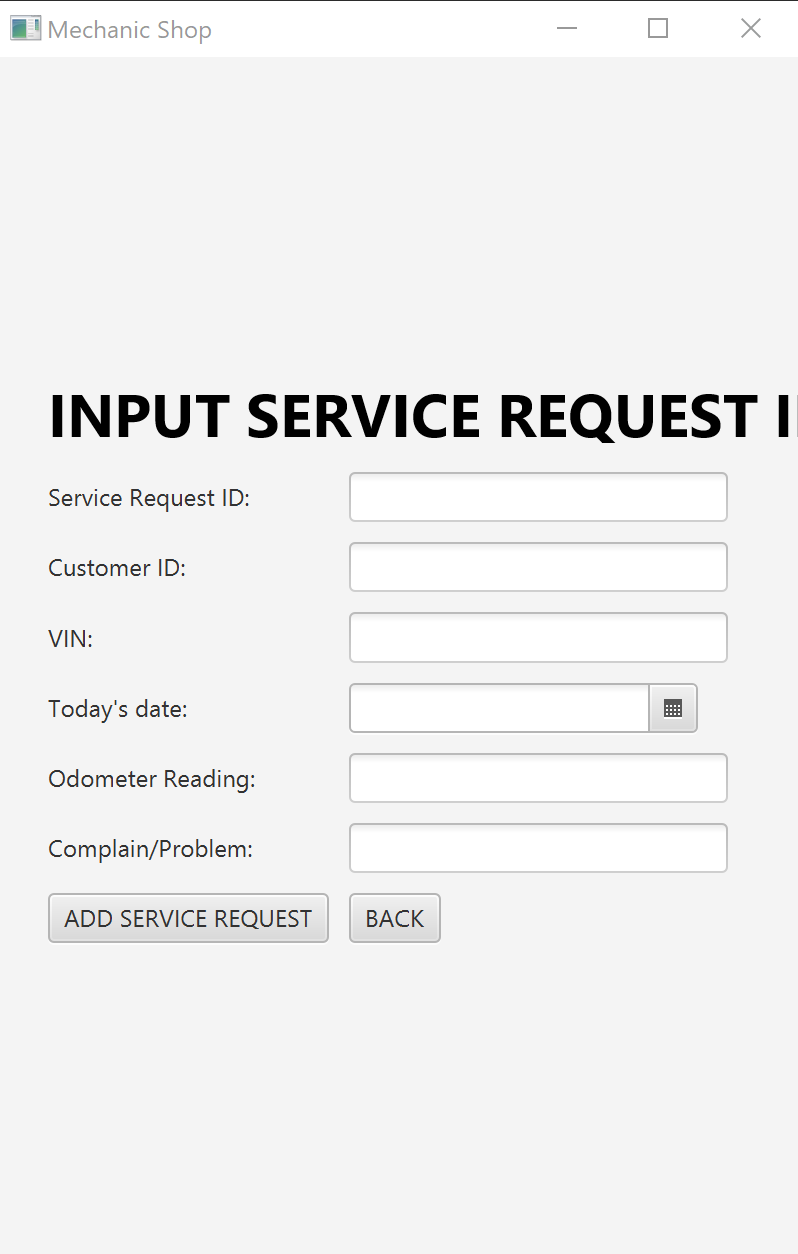 Mechanic Shop
INPUT SERVICE REQUEST
Service Request ID:
Customer ID:
VIN:
Today's date:
Odometer Reading:
Complain/Problem:
ADD SERVICE REQUEST BACK